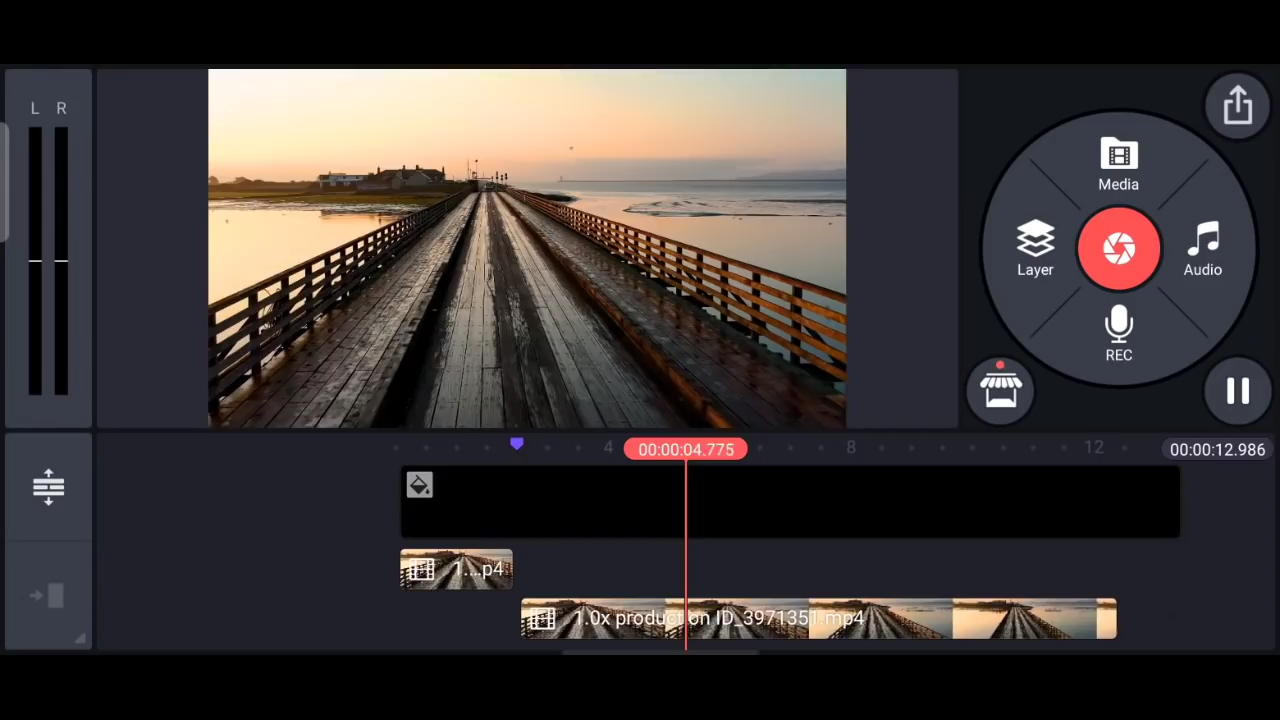 L R
Media
Layer
Audio
REC
4
00:00:04.775
8
12
00:00:12.986
1....p4
1.0x production ID_3971351.mp4